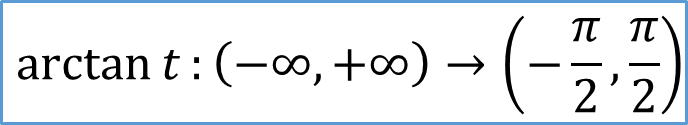 arctan t : (−∞, +∞) → (−π/2, π/2)